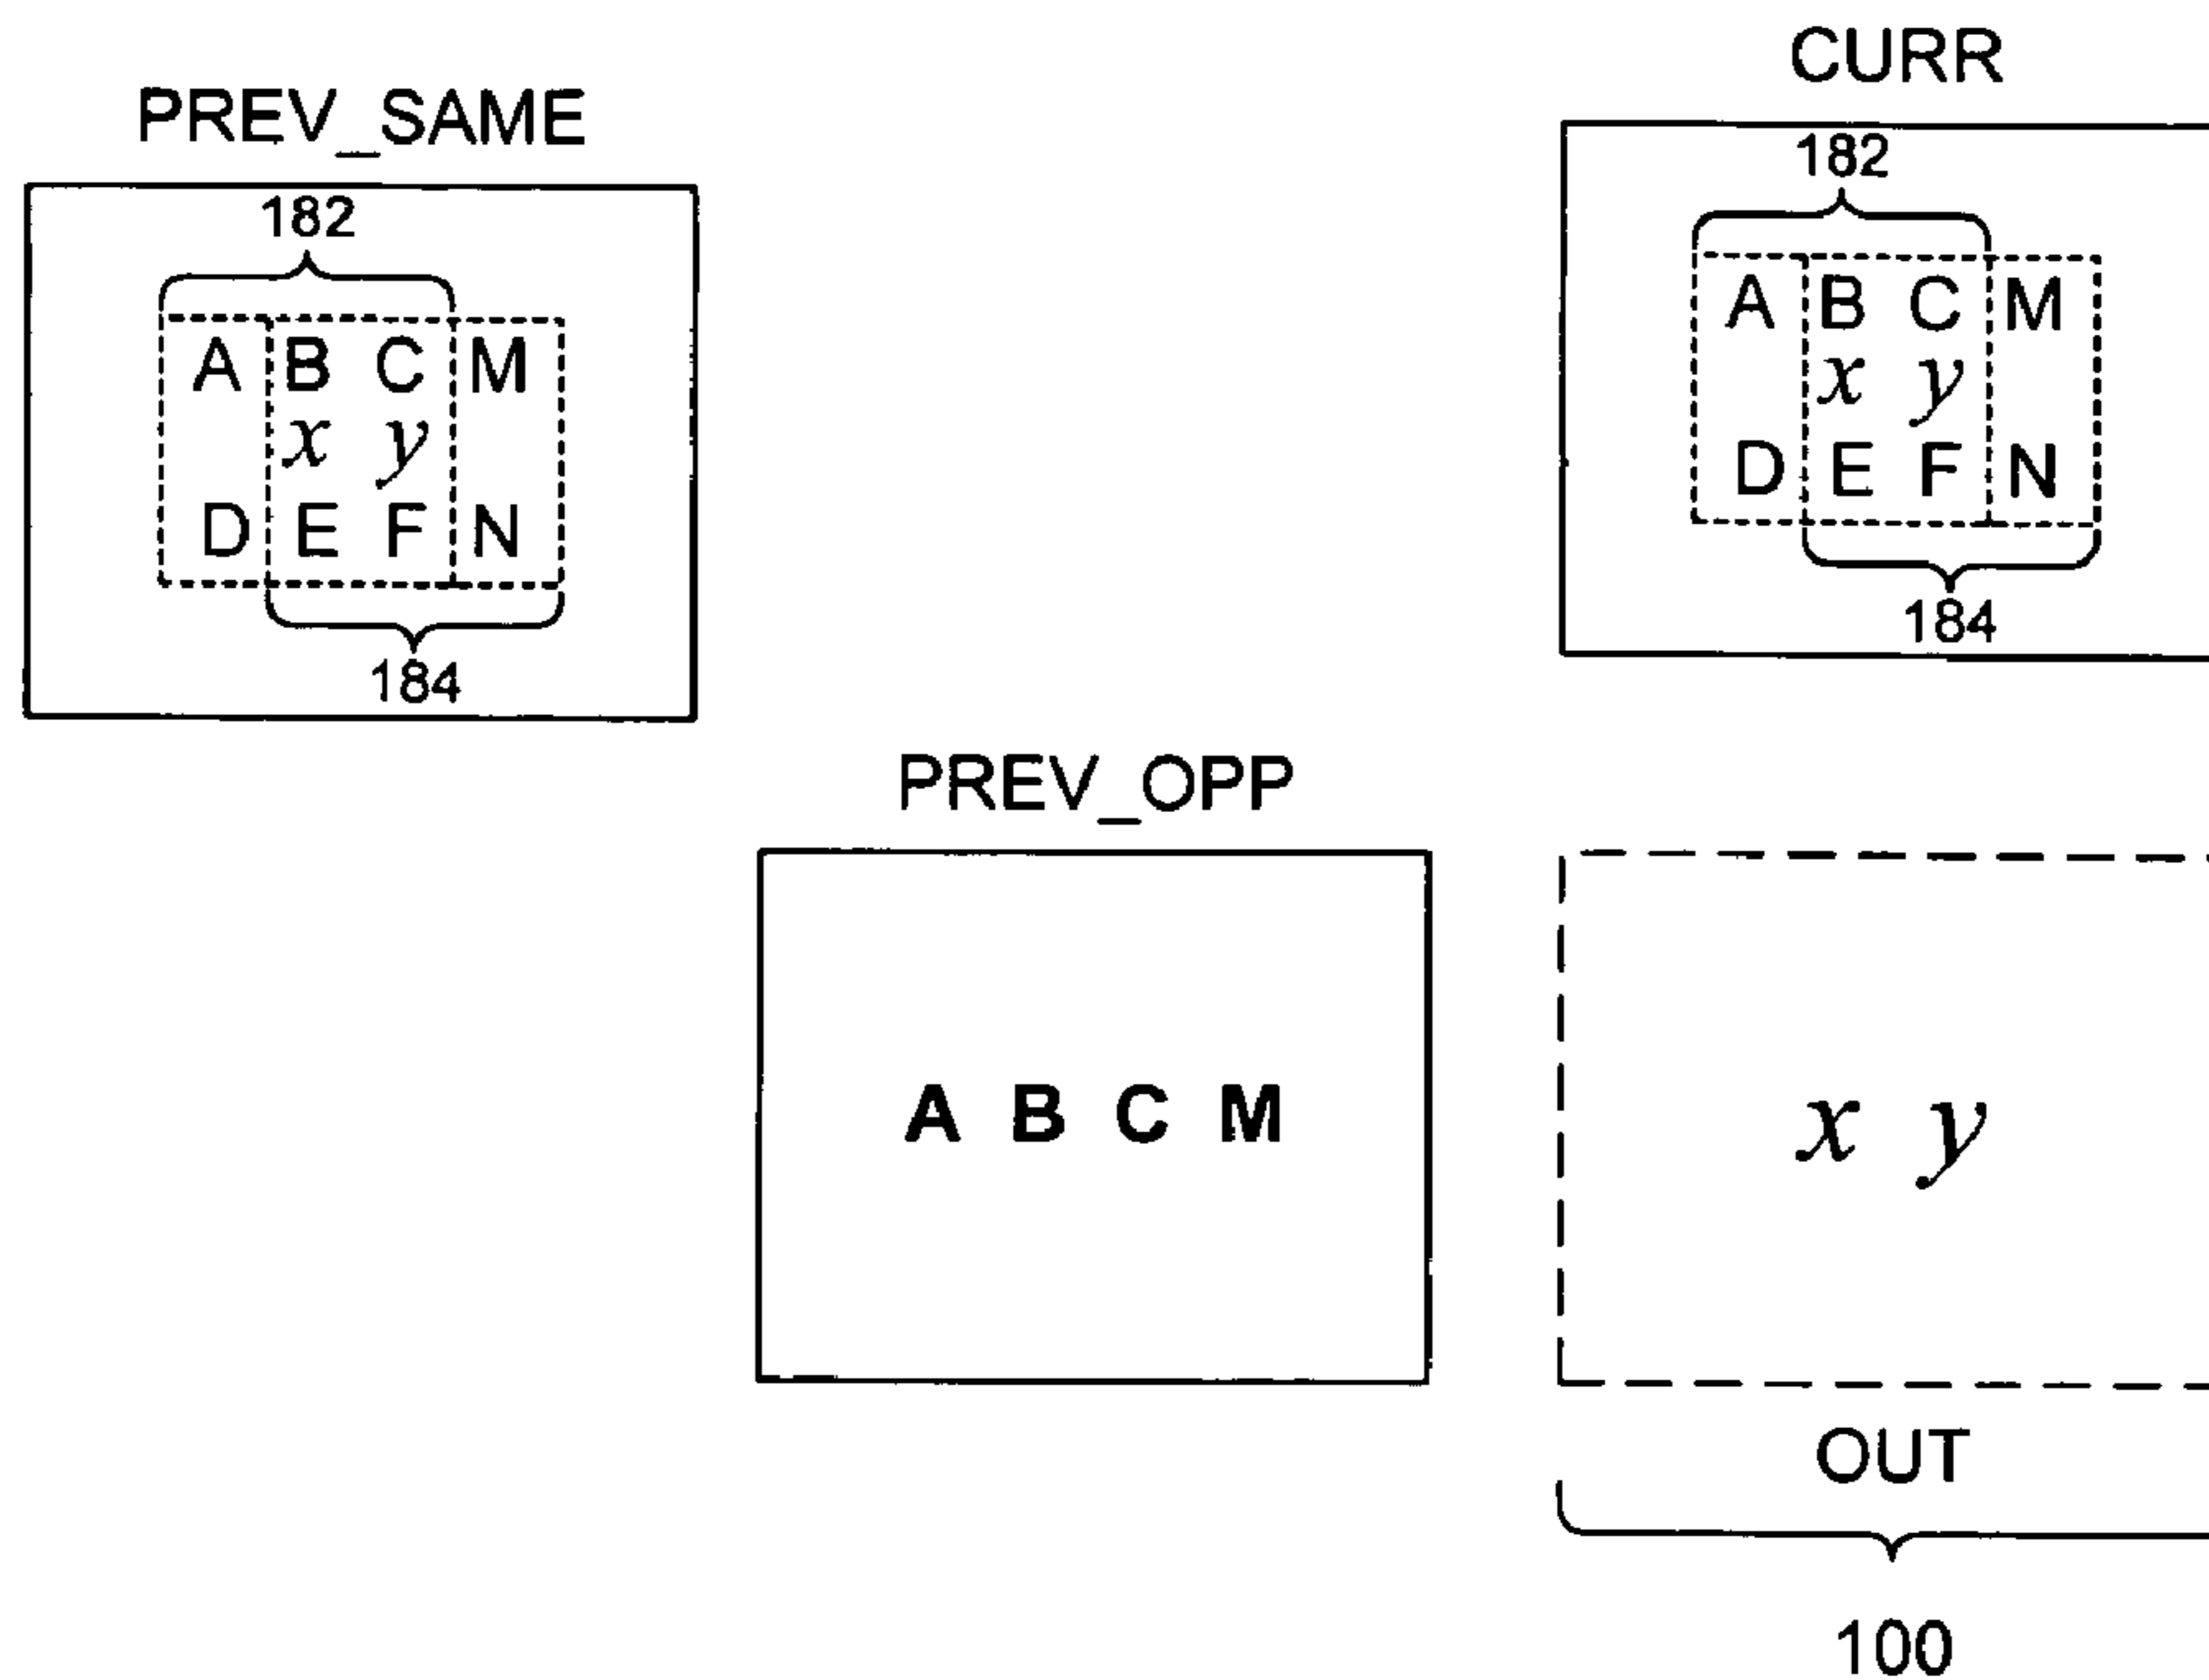 PREV_SAME
182
A B C M
x y
D E F N
184
CURR
182
A B C M
x y
D E F N
184
PREV_OPP
A B C M
x y
OUT
100